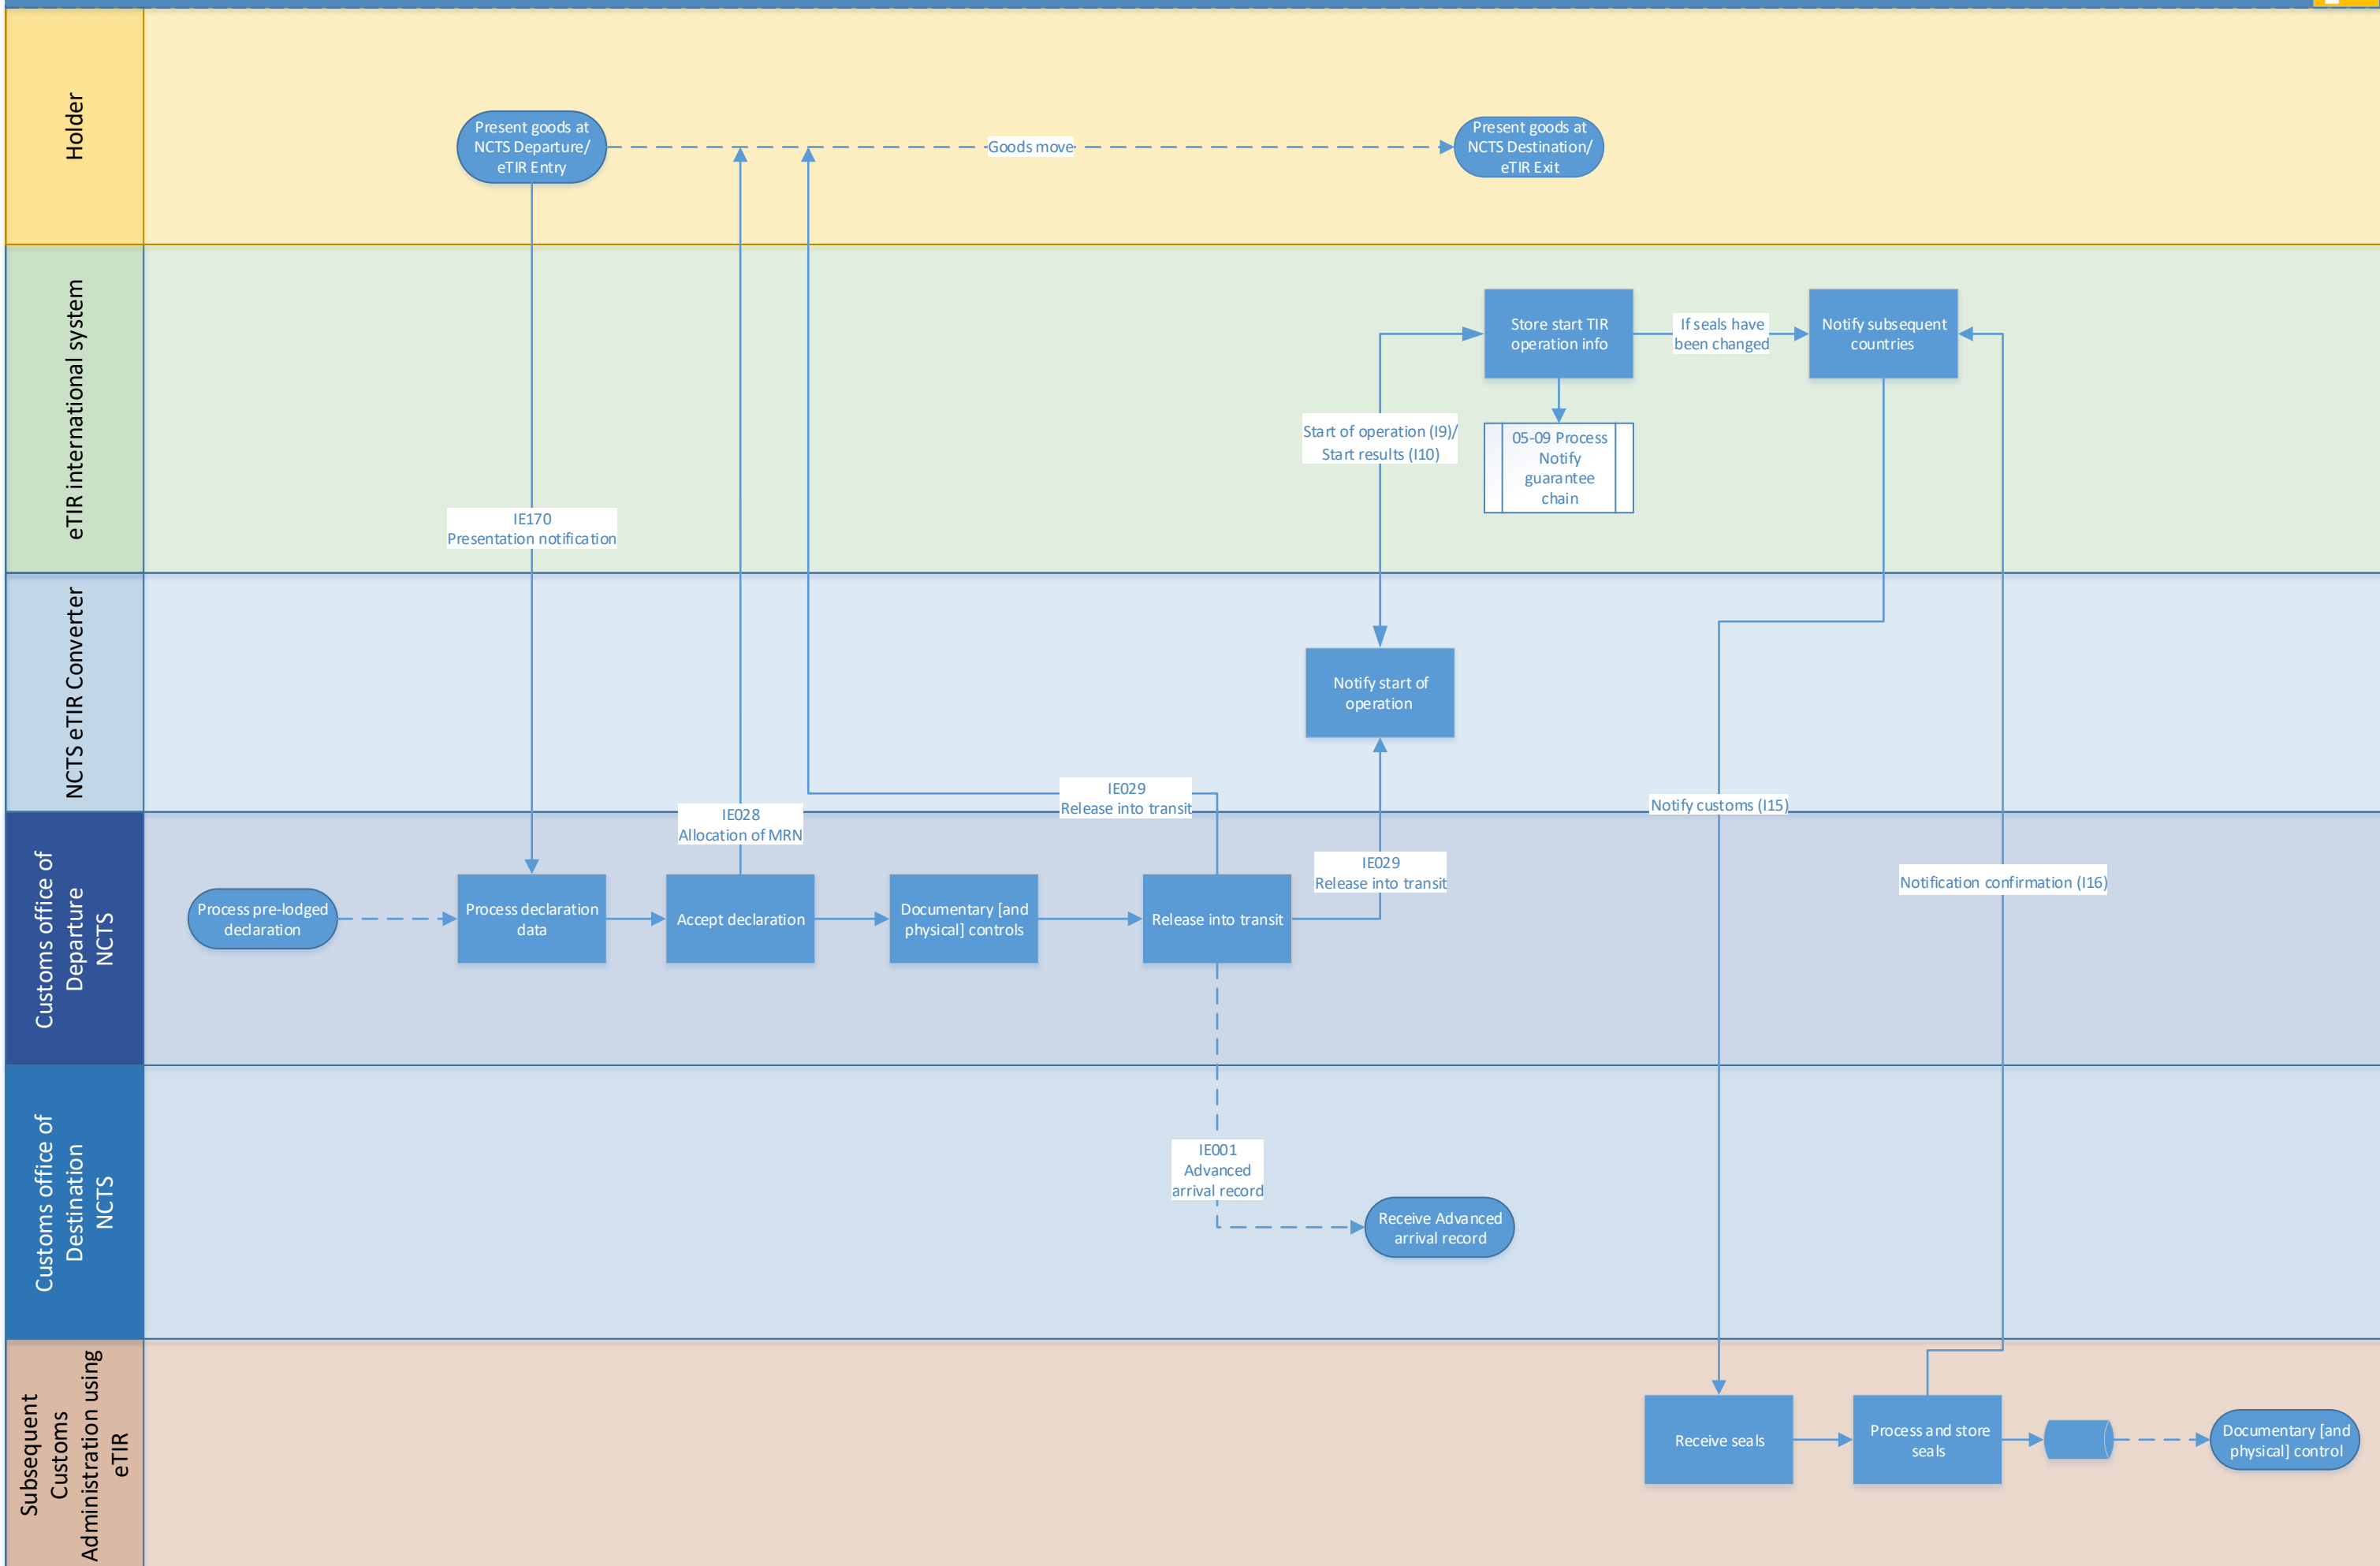 Holder
Present goods at
NCTS Departure/
eTIR Entry
Goods move
Present goods at
NCTS Destination/
eTIR Exit
eTIR international system
Store start TIR
operation info
If seals have
been changed
Notify subsequent
countries
Start of operation (I9)/
Start results (I10)
05-09 Process
Notify
guarantee
chain
IE170
Presentation notification
NCTS eTIR Converter
Notify start of
operation
IE029
Release into transit
Notify customs (I15)
IE028
Allocation of MRN
Customs office of
Departure
NCTS
IE029
Release into transit
Notification confirmation (I16)
Process pre-lodged
declaration
Process declaration
data
Accept declaration
Documentary [and
physical] controls
Release into transit
Customs office of
Destination
NCTS
IE001
Advanced
arrival record
Receive Advanced
arrival record
Subsequent
Customs
Administration using
eTIR
Receive seals
Process and store
seals
Documentary [and
physical] control